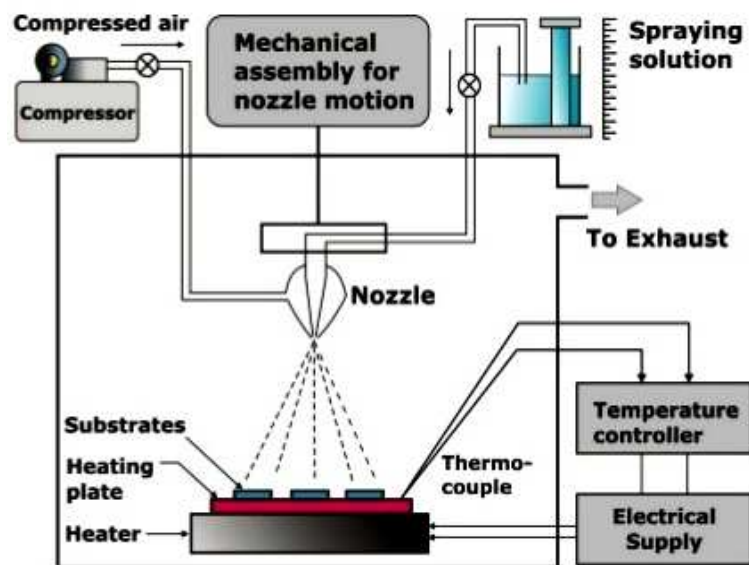 Compressed air
Compressor
Mechanical
assembly for
nozzle motion
Spraying
solution
To Exhaust
Nozzle
Substrates
Heating
plate
Heater
Thermo-
couple
Temperature
controller
Electrical
Supply